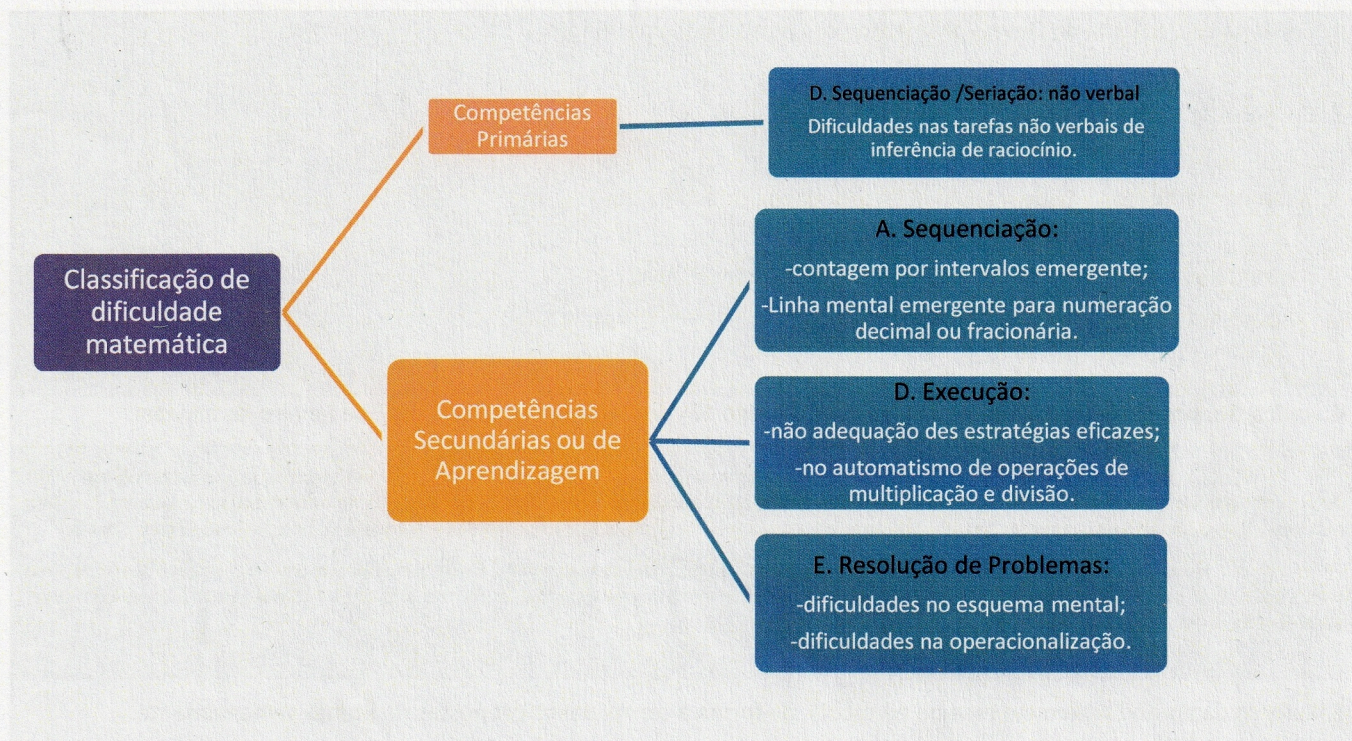 Classificação de
dificuldade
matemática
Competências
Primárias
D. Sequenciação /Seriação: não verbal
Dificuldades nas tarefas não verbais de
inferência de raciocínio.
Competências
Secundárias ou de
Aprendizagem
A. Sequenciação:
-contagem por intervalos emergente;
-Linha mental emergente para numeração
decimal ou fracionária.
D. Execução:
-não adequação des estratégias eficazes;
-no automatismo de operações de
multiplicação e divisão.
E. Resolução de Problemas:
-dificuldades no esquema mental;
-dificuldades na operacionalização.